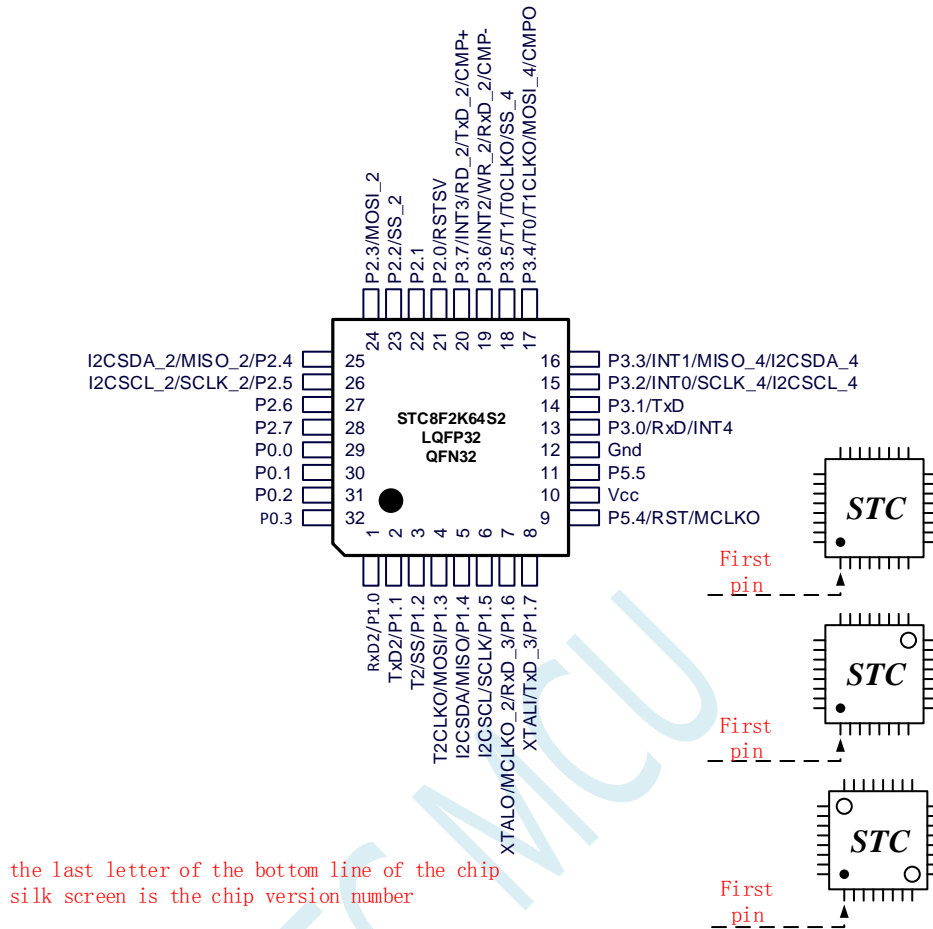 P2.3/MOSI_2
P2.2/SS_2
P2.1
P2.0/RSTSV
P3.7/INT3/RD_2/TxD_2/CMP+
P3.6/INT2/WR_2/RxD_2/CMP-
P3.5/T1/T0CLKO/SS_4
P3.4/T0/T1CLKO/MOSI_4/CMPO
24 23 22 21 20 19 18 17
I2CSDA_2/MISO_2/P2.4 25
I2CSCL_2/SCLK_2/P2.5 26
P2.6 27
P2.7 28
P0.0 29
P0.1 30
P0.2 31
P0.3 32
STC8F2K64S2
LQFP32
QFN32
16 P3.3/INT1/MISO_4/I2CSDA_4
15 P3.2/INT0/SCLK_4/I2CSCL_4
14 P3.1/TxD
13 P3.0/RxD/INT4
12 Gnd
11 P5.5
10 Vcc
9 P5.4/RST/MCLKO
1 2 3 4 5 6 7 8
RxD2/P1.0
TxD2/P1.1
T2/SS/P1.2
T2CLKO/MOSI/P1.3
I2CSDA/MISO/P1.4
I2CSCL/SCLK/P1.5
XTALO/MCLKO_2/RxD_3/P1.6
XTALI/TxD_3/P1.7
STC
First
pin
STC
First
pin
STC
First
pin
the last letter of the bottom line of the chip
silk screen is the chip version number
MCU